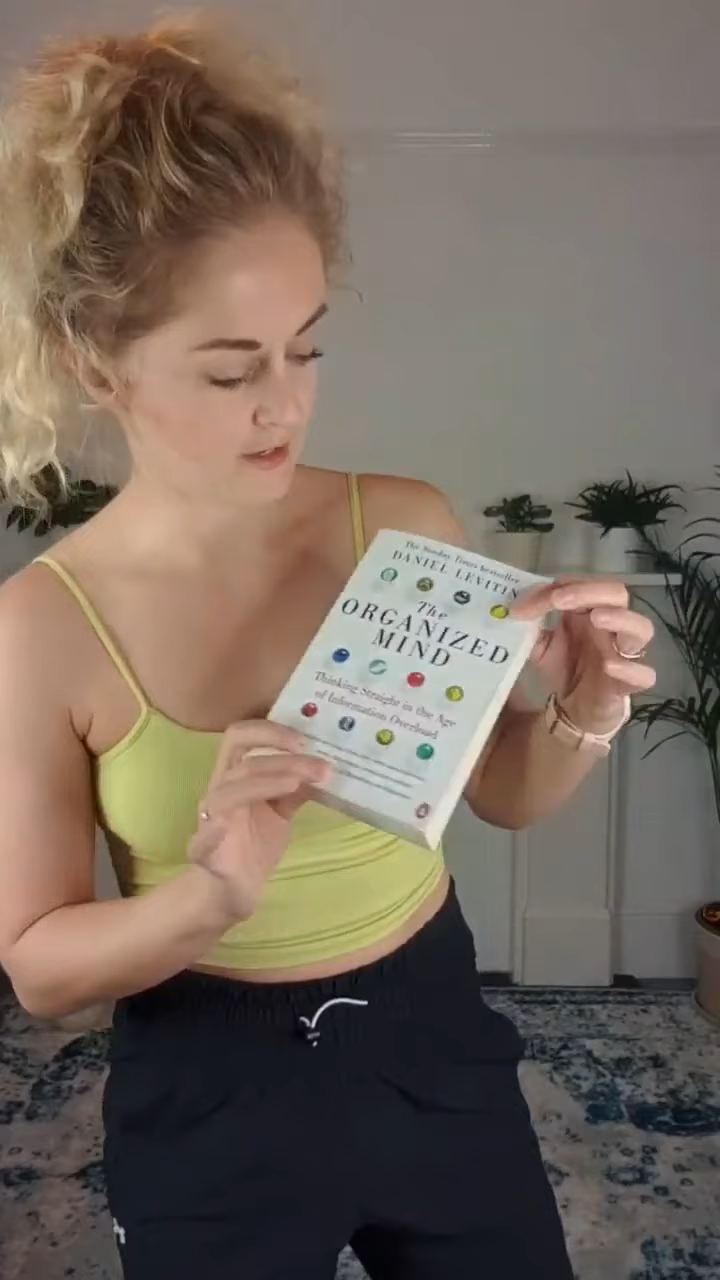 The Sunday Times bestseller
DANIEL LEVITIN
The
ORGANIZED
MIND
Thinking Straight in the Age
of Information Overload